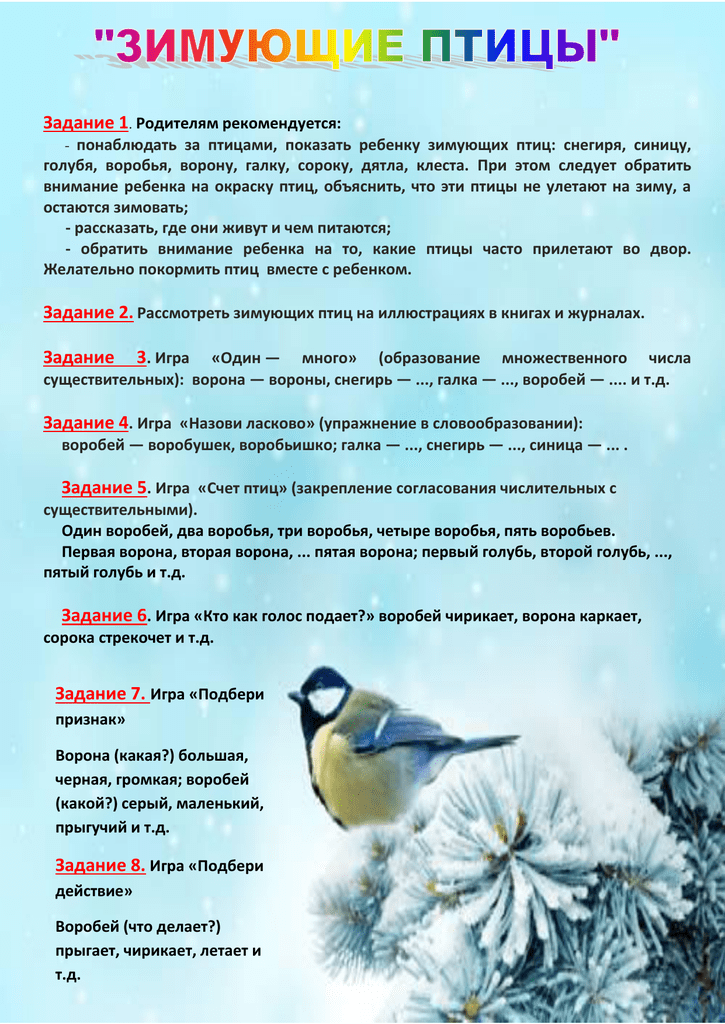 "ЗИМУЮЩИЕ ПТИЦЫ"
Задание 1. Родителям рекомендуется:
- понаблюдать за птицами, показать ребенку зимующих птиц: снегиря, синицу,
голубя, воробья, ворону, галку, сороку, дятла, клеста. При этом следует обратить
внимание ребенка на окраску птиц, объяснить, что эти птицы не улетают на зиму, а
остаются зимовать;
- рассказать, где они живут и чем питаются;
- обратить внимание ребенка на то, какие птицы часто прилетают во двор.
Желательно покормить птиц вместе с ребенком.
Задание 2. Рассмотреть зимующих птиц на иллюстрациях в книгах и журналах.
Задание 3. Игра «Один — много» (образование множественного числа
существительных): ворона — вороны, снегирь — ..., галка — ..., воробей — .... и т.д.
Задание 4. Игра «Назови ласково» (упражнение в словообразовании):
воробей — воробушек, воробьишко; галка — ..., снегирь — ..., синица — ... .
Задание 5. Игра «Счет птиц» (закрепление согласования числительных с
существительными).
Один воробей, два воробья, три воробья, четыре воробья, пять воробьев.
Первая ворона, вторая ворона, ... пятая ворона; первый голубь, второй голубь, ...,
пятый голубь и т.д.
Задание 6. Игра «Кто как голос подает?» воробей чирикает, ворона каркает,
сорока стрекочет и т.д.
Задание 7. Игра «Подбери
признак»
Ворона (какая?) большая,
черная, громкая; воробей
(какой?) серый, маленький,
прыгучий и т.д.
Задание 8. Игра «Подбери
действие»
Воробей (что делает?)
прыгает, чирикает, летает и
т.д.